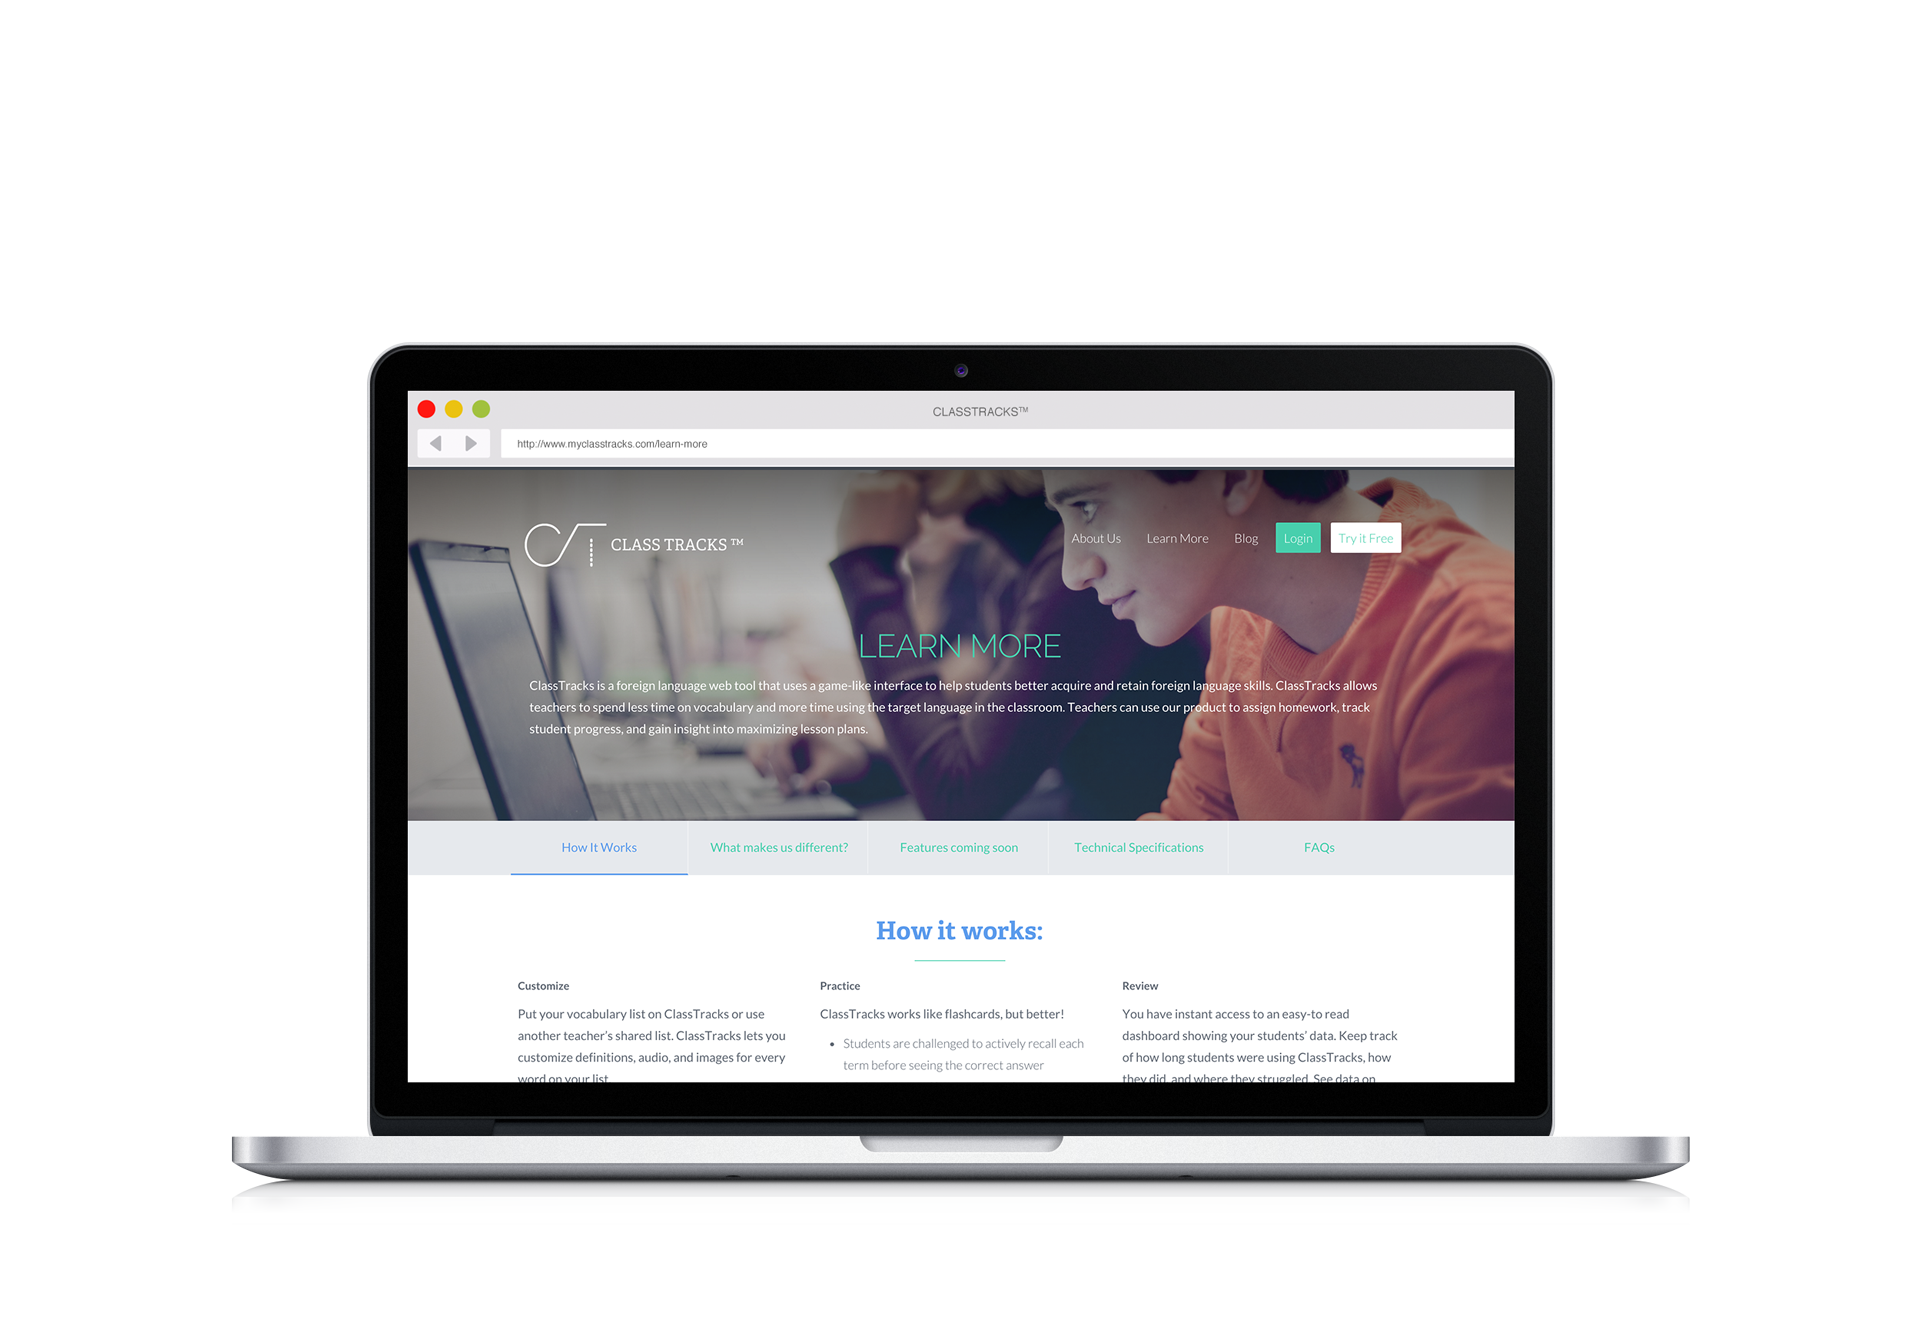 CLASSTRACKS™
http://www.myclasstracks.com/learn-more
CLASS TRACKS ™
About Us
Learn More
Blog
Login
Try it Free
LEARN MORE
ClassTracks is a foreign language web tool that uses a game-like interface to help students better acquire and retain foreign language skills. ClassTracks allows
teachers to spend less time on vocabulary and more time using the target language in the classroom. Teachers can use our product to assign homework, track
student progress, and gain insight into maximizing lesson plans.
How It Works
What makes us different?
Features coming soon
Technical Specifications
FAQs
How it works:
Customize
Put your vocabulary list on ClassTracks or use
another teacher's shared list. ClassTracks lets you
customize definitions, audio, and images for every
word on your list
Practice
ClassTracks works like flashcards, but better!
• Students are challenged to actively recall each
term before seeing the correct answer
Review
You have instant access to an easy-to read
dashboard showing your students' data. Keep track
of how long students were using ClassTracks, how
they did, and where they struggled. See data on